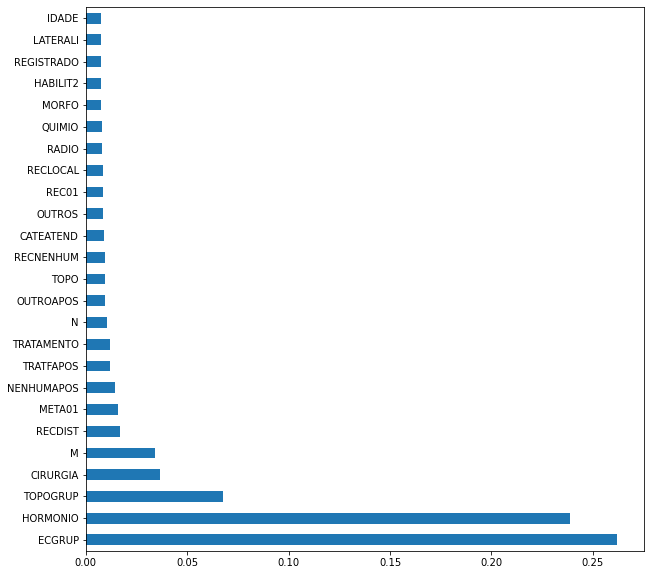 IDADE
LATERALI
REGISTRADO
HABILIT2
MORFO
QUIMIO
RADIO
RECLOCAL
REC01
OUTROS
CATEATEND
RECNENHUM
TOPO
OUTROAPOS
N
TRATAMENTO
TRATFAPOS
NENHUMAPOS
META01
RECDIST
M
CIRURGIA
TOPOGRUP
HORMONIO
ECGRUP
0.00 0.05 0.10 0.15 0.20 0.25